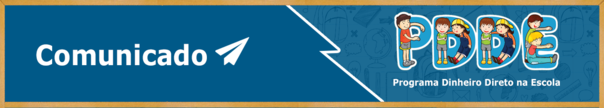 Comunicado
PDDE
Programa Dinheiro Direto na Escola